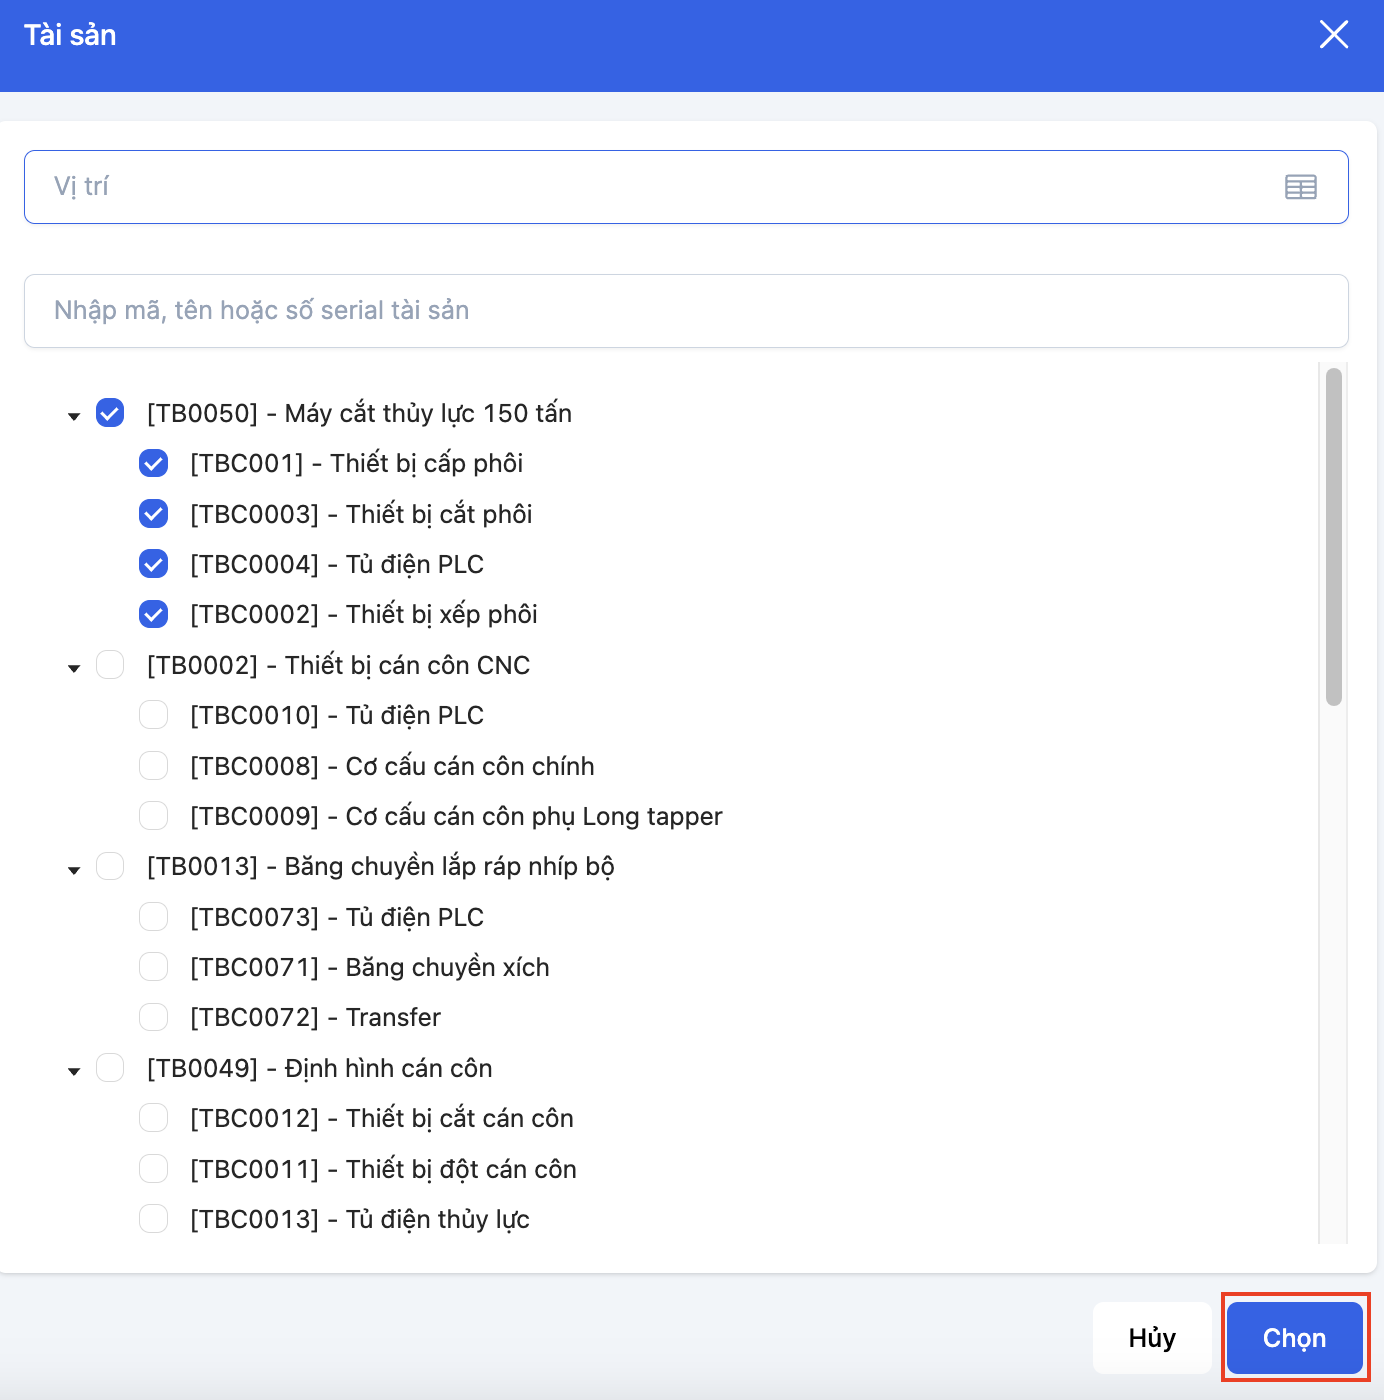 Tài sản
Vị trí
Nhập mã, tên hoặc số serial tài sản
[TB0050] - Máy cắt thủy lực 150 tấn
[TBC001] - Thiết bị cấp phôi
[TBC0003] - Thiết bị cắt phôi
[TBC0004] - Tủ điện PLC
[TBC0002] - Thiết bị xếp phôi
[TB0002] - Thiết bị cán côn CNC
[TBC0010] - Tủ điện PLC
[TBC0008] - Cơ cấu cán côn chính
[TBC0009] - Cơ cấu cán côn phụ Long tapper
[TB0013] - Băng chuyền lắp ráp nhíp bộ
[TBC0073] - Tủ điện PLC
[TBC0071] - Băng chuyền xích
[TBC0072] - Transfer
[TB0049] - Định hình cán côn
[TBC0012] - Thiết bị cắt cán côn
[TBC0011] - Thiết bị đột cán côn
[TBC0013] - Tủ điện thủy lực
Hủy
Chọn